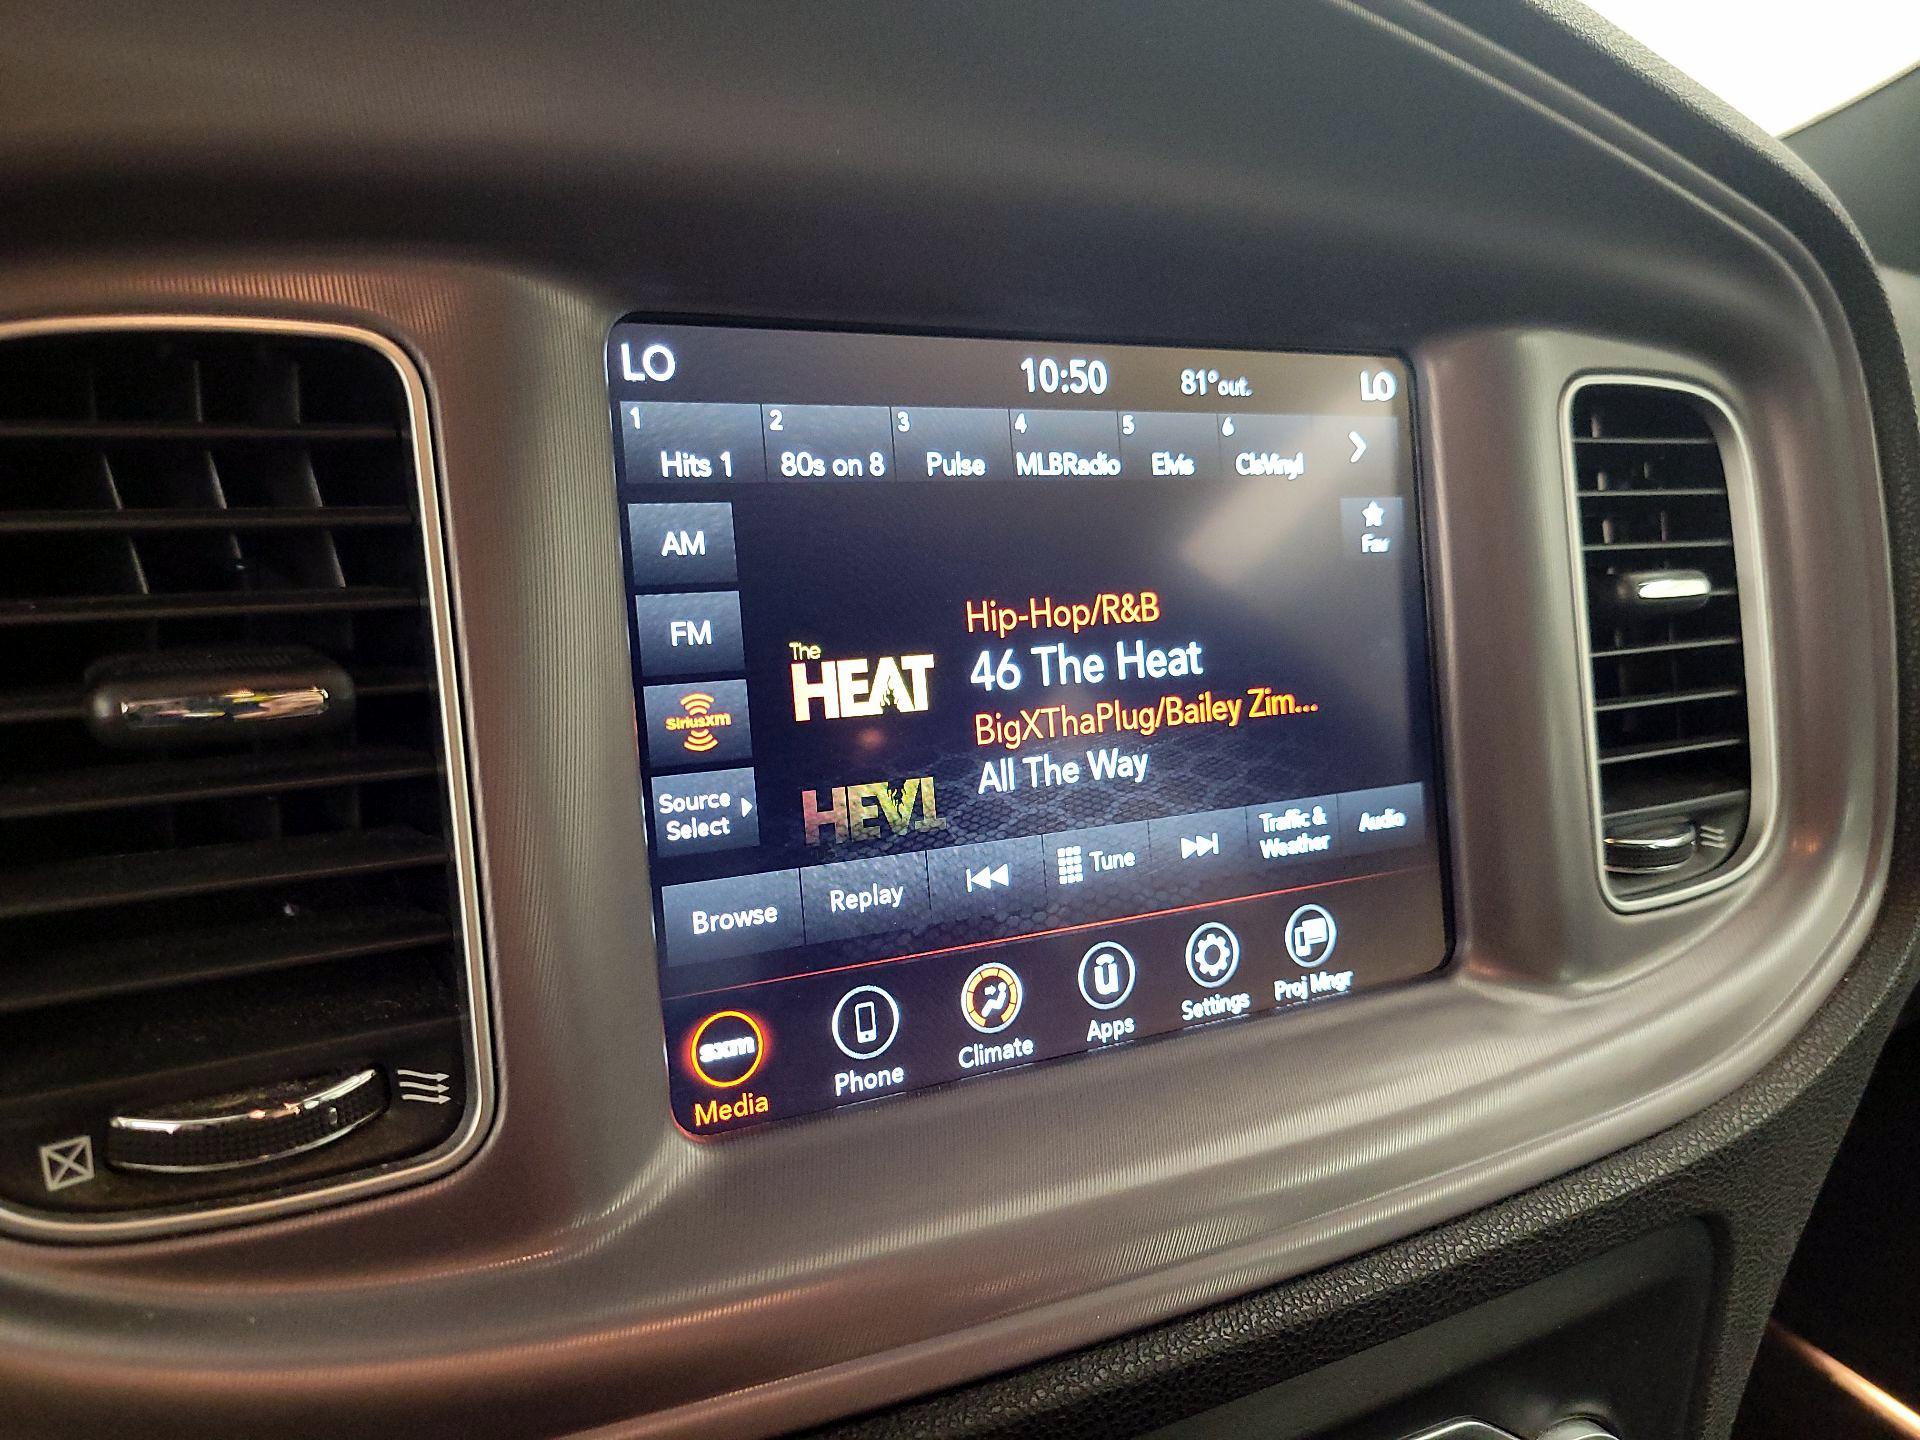 LO 10:50 81° out. LO
1 2 3 4 5 6
Hits 1 80s on 8 Pulse MLBRadio Elvis ClsVinyl
AM
Fav
FM
Hip-Hop/R&B
The
HEAT
46 The Heat
SiriusXm
BigXThaPlug/Bailey Zim...
All The Way
Source
Select
HEAT
Browse
Replay
Tune
Traffic &
Weather
Audio
sxm
Media
Phone
Climate
Apps
Settings
Proj Mngr